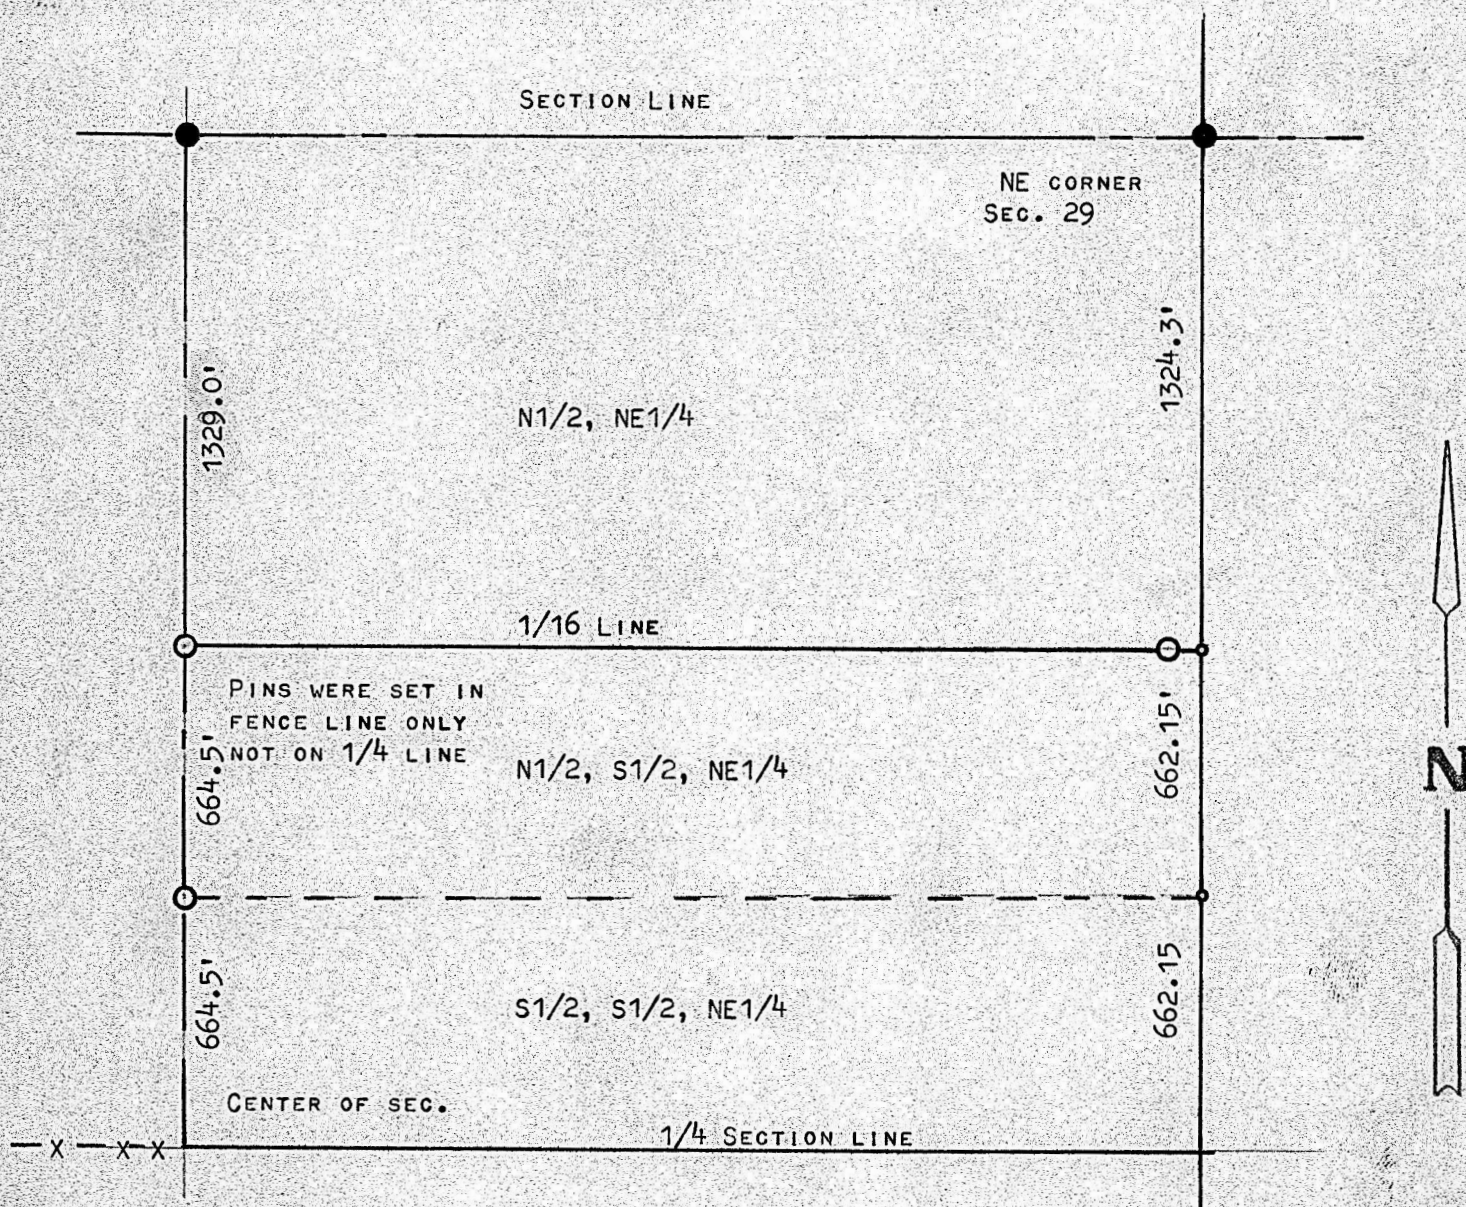 Section Line
NE corner
Sec. 29
1324.3'
1329.0'
N1/2, NE1/4
1/16 Line
Pins were set in
fence line only
not on 1/4 line
664.5'
N1/2, S1/2, NE1/4
662.15'
N
664.5'
S1/2, S1/2, NE1/4
662.15
Center of sec.
1/4 Section line
x x x